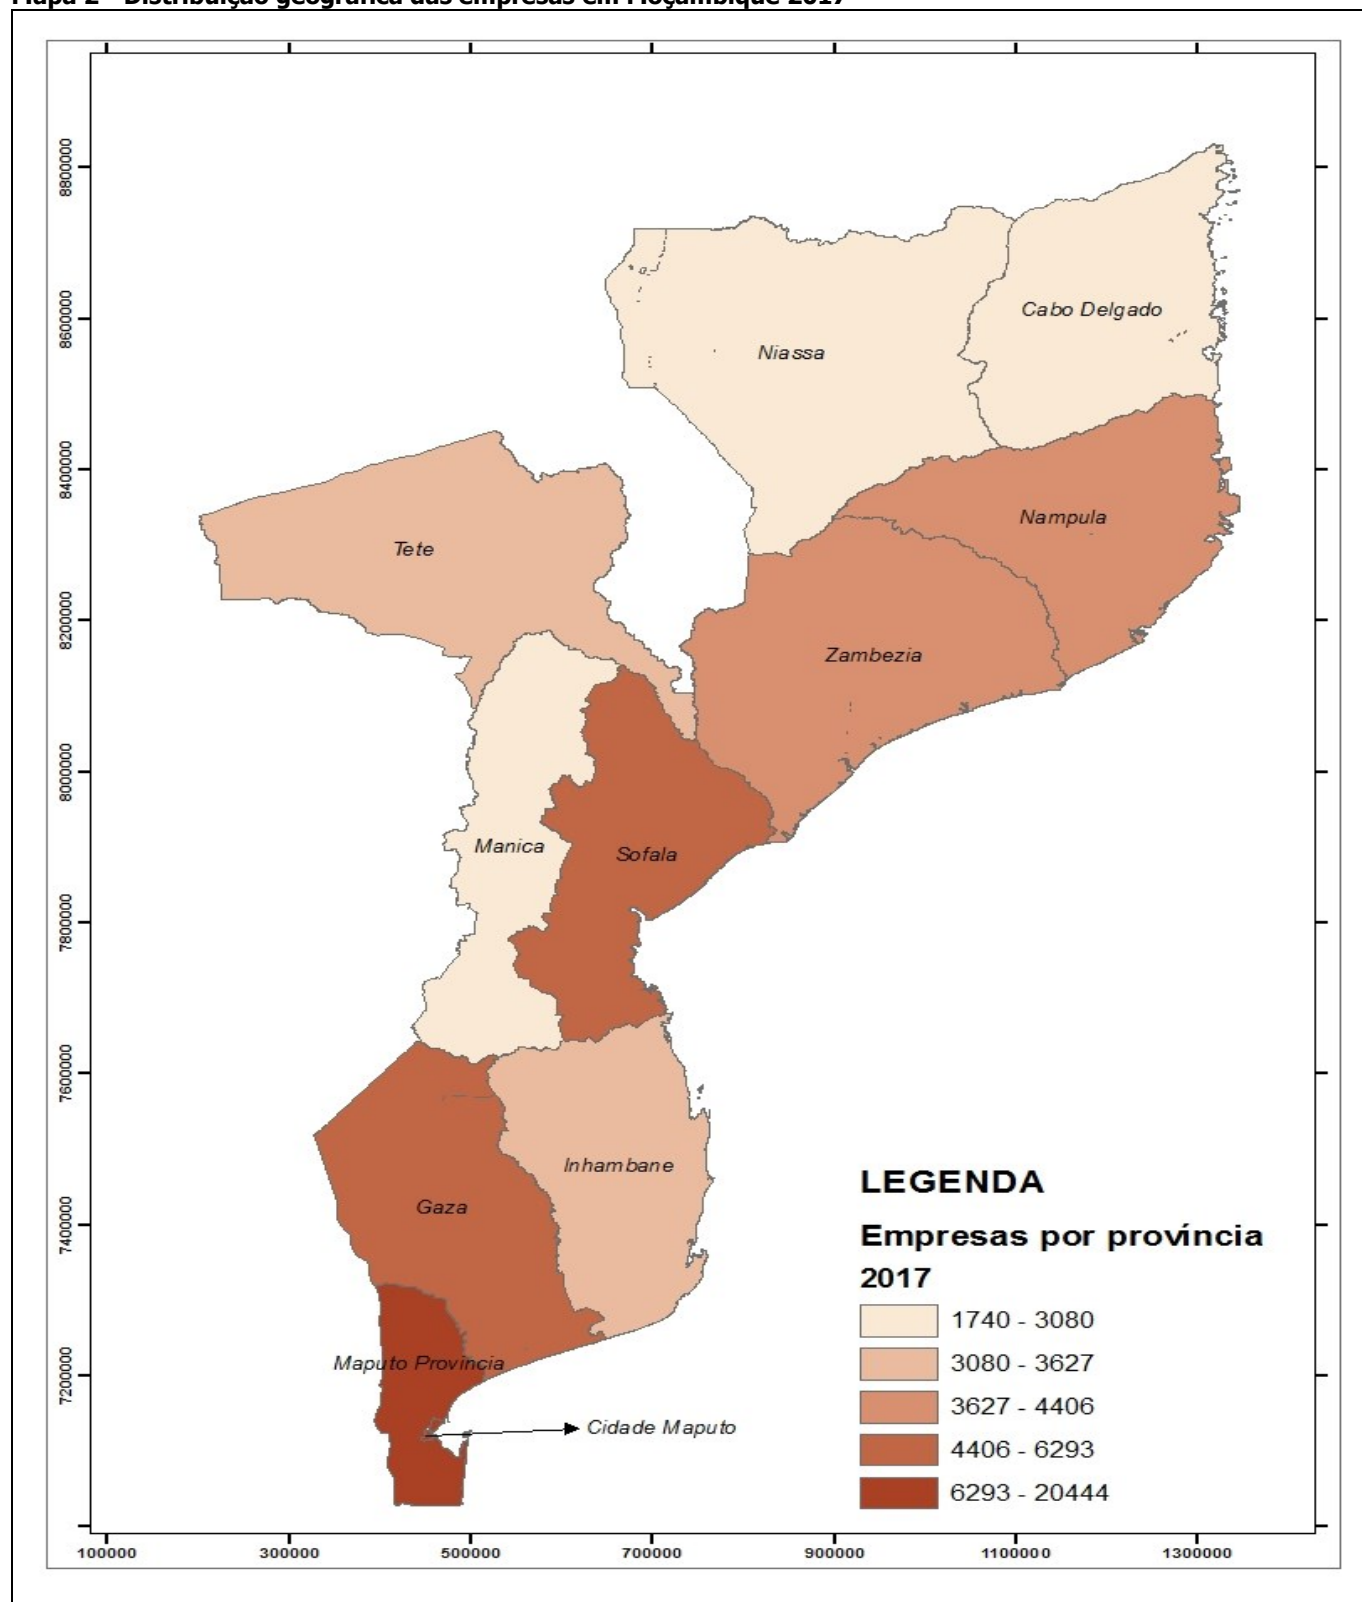 Mapa 2 - Distribuição geográfica das empresas em Moçambique 2017
8800000
8600000
8400000
8200000
8000000
7800000
7600000
7400000
7200000
Cabo Delgado
Niassa
Nampula
Tete
Zambezia
Manica
Sofala
Inhambane
Gaza
Maputo Província
Cidade Maputo
LEGENDA
Empresas por província
2017
1740 - 3080
3080 - 3627
3627 - 4406
4406 - 6293
6293 - 20444
100000 300000 500000 700000 900000 1100000 1300000